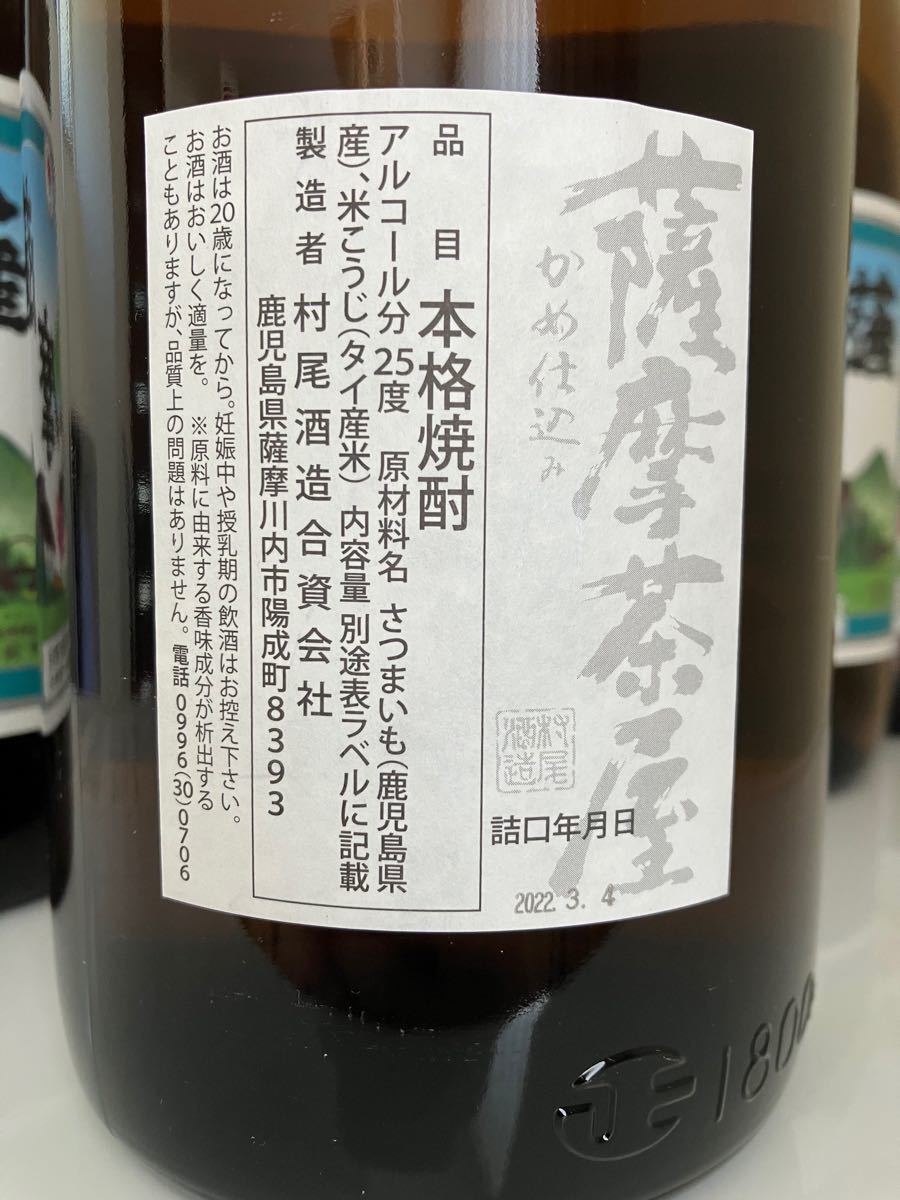 薩摩茶屋
かめ仕込み
村尾
酒造
詰口年月日
2022. 3. 4
品目 本格焼酎
アルコール分25度 原材料名 さつまいも(鹿児島県
産)、米こうじ(タイ産米) 内容量 別途表ラベルに記載
製造者 村尾酒造合資会社
鹿児島県薩摩川内市陽成町8393
お酒は20歳になってから。妊娠中や授乳期の飲酒はお控え下さい。
お酒はおいしく適量を。 ※原料に由来する香味成分が析出する
こともありますが、品質上の問題はありません。電話0996(30)0706